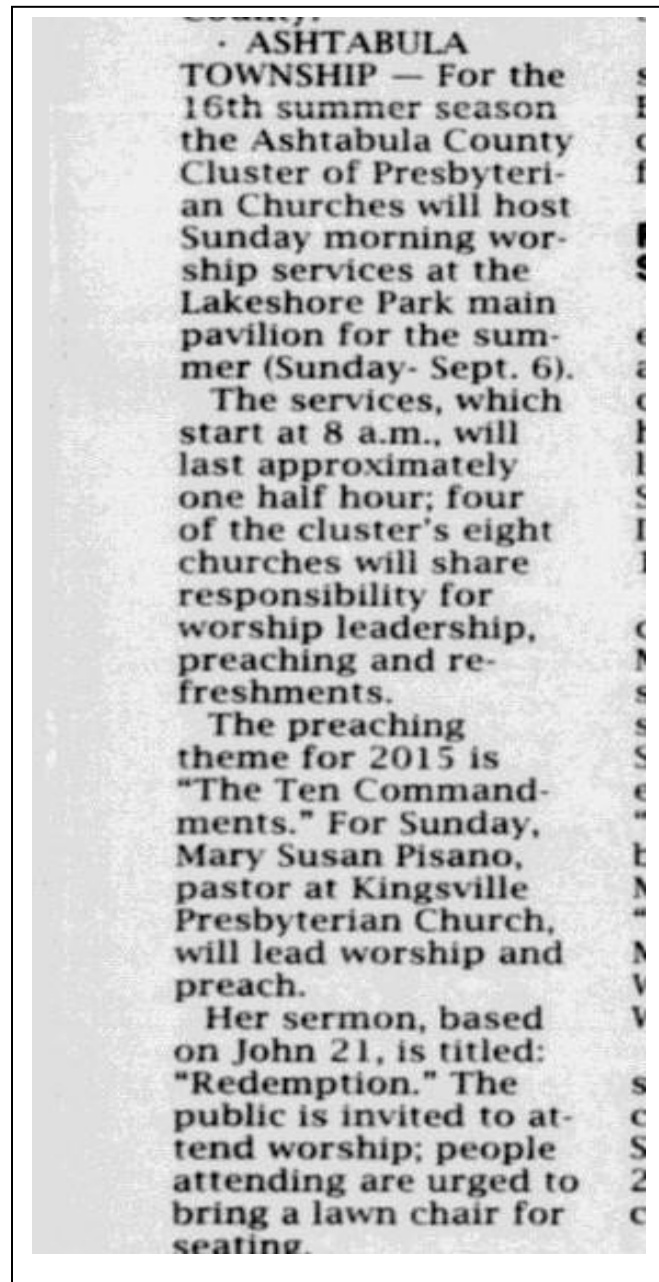 County.
· ASHTABULA
TOWNSHIP — For the
16th summer season
the Ashtabula County
Cluster of Presbyteri-
an Churches will host
Sunday morning wor-
ship services at the
Lakeshore Park main
pavilion for the sum-
mer (Sunday- Sept. 6).
The services, which
start at 8 a.m., will
last approximately
one half hour; four
of the cluster's eight
churches will share
responsibility for
worship leadership,
preaching and re-
freshments.
The preaching
theme for 2015 is
“The Ten Command-
ments.” For Sunday,
Mary Susan Pisano,
pastor at Kingsville
Presbyterian Church,
will lead worship and
preach.
Her sermon, based
on John 21, is titled:
“Redemption.” The
public is invited to at-
tend worship; people
attending are urged to
bring a lawn chair for
seating.